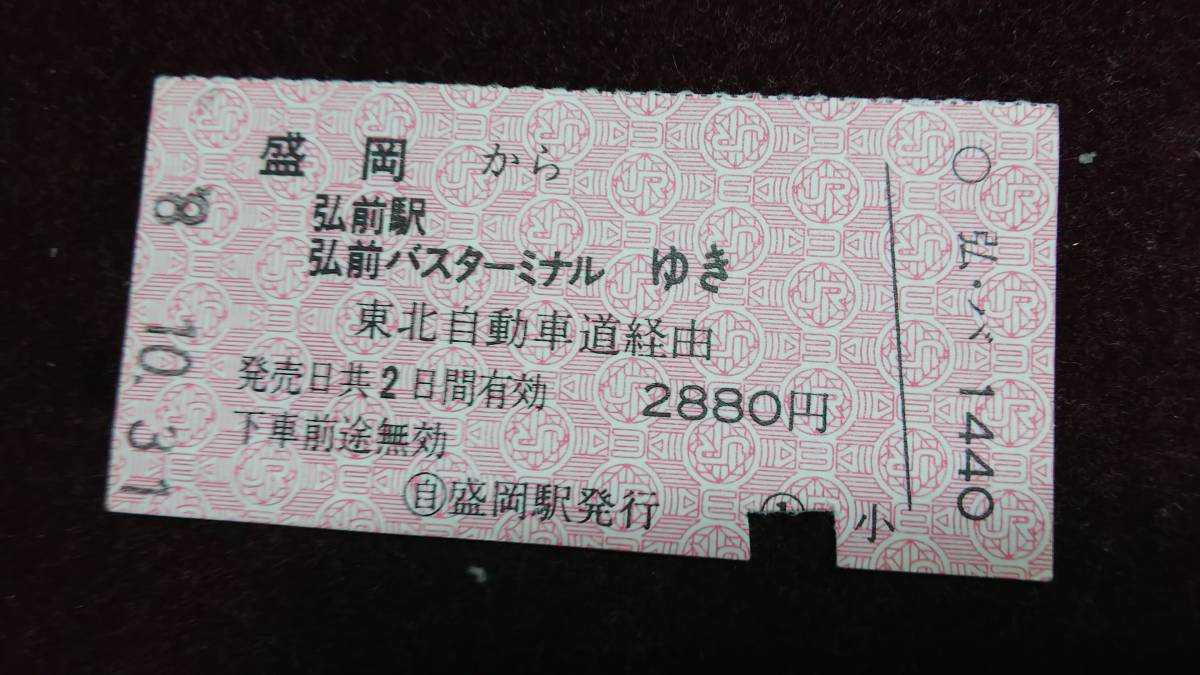 盛岡 から
弘前駅
弘前バスターミナル ゆき
東北自動車道経由
発売日共2日間有効 2880円
下車前途無効
自盛岡駅発行
小
○弘・バ 1440
8.10.31